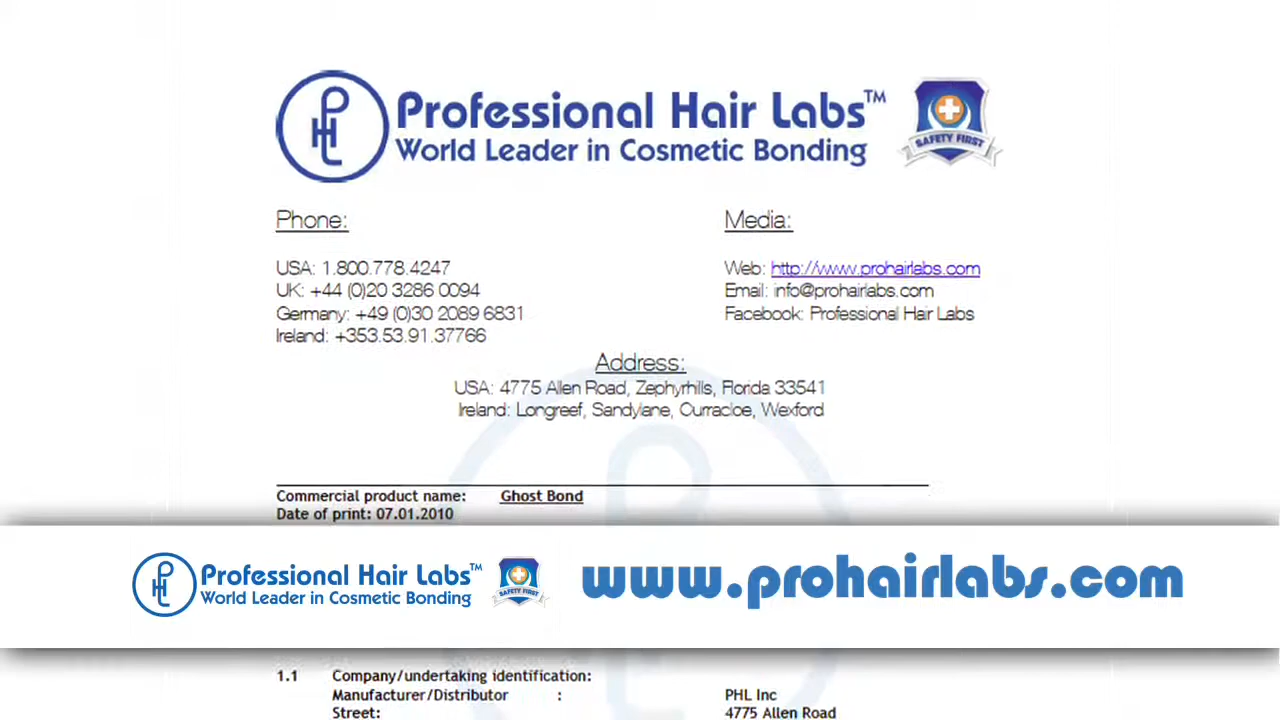 Professional Hair Labs™
World Leader in Cosmetic Bonding
SAFETY FIRST
Phone:
USA: 1.800.778.4247
UK: +44 (0)20 3286 0094
Germany: +49 (0)30 2089 6831
Ireland: +353.53.91.37766
Media:
Web: http://www.prohairlabs.com
Email: info@prohairlabs.com
Facebook: Professional Hair Labs
Address:
USA: 4775 Allen Road, Zephyrhills, Florida 33541
Ireland: Longreef, Sandylane, Curracloe, Wexford
Commercial product name: Ghost Bond
Date of print: 07.01.2010
Professional Hair Labs™
World Leader in Cosmetic Bonding
SAFETY FIRST
www.prohairlabs.com
1.1 Company/undertaking identification:
Manufacturer/Distributor : PHL Inc
Street: 4775 Allen Road